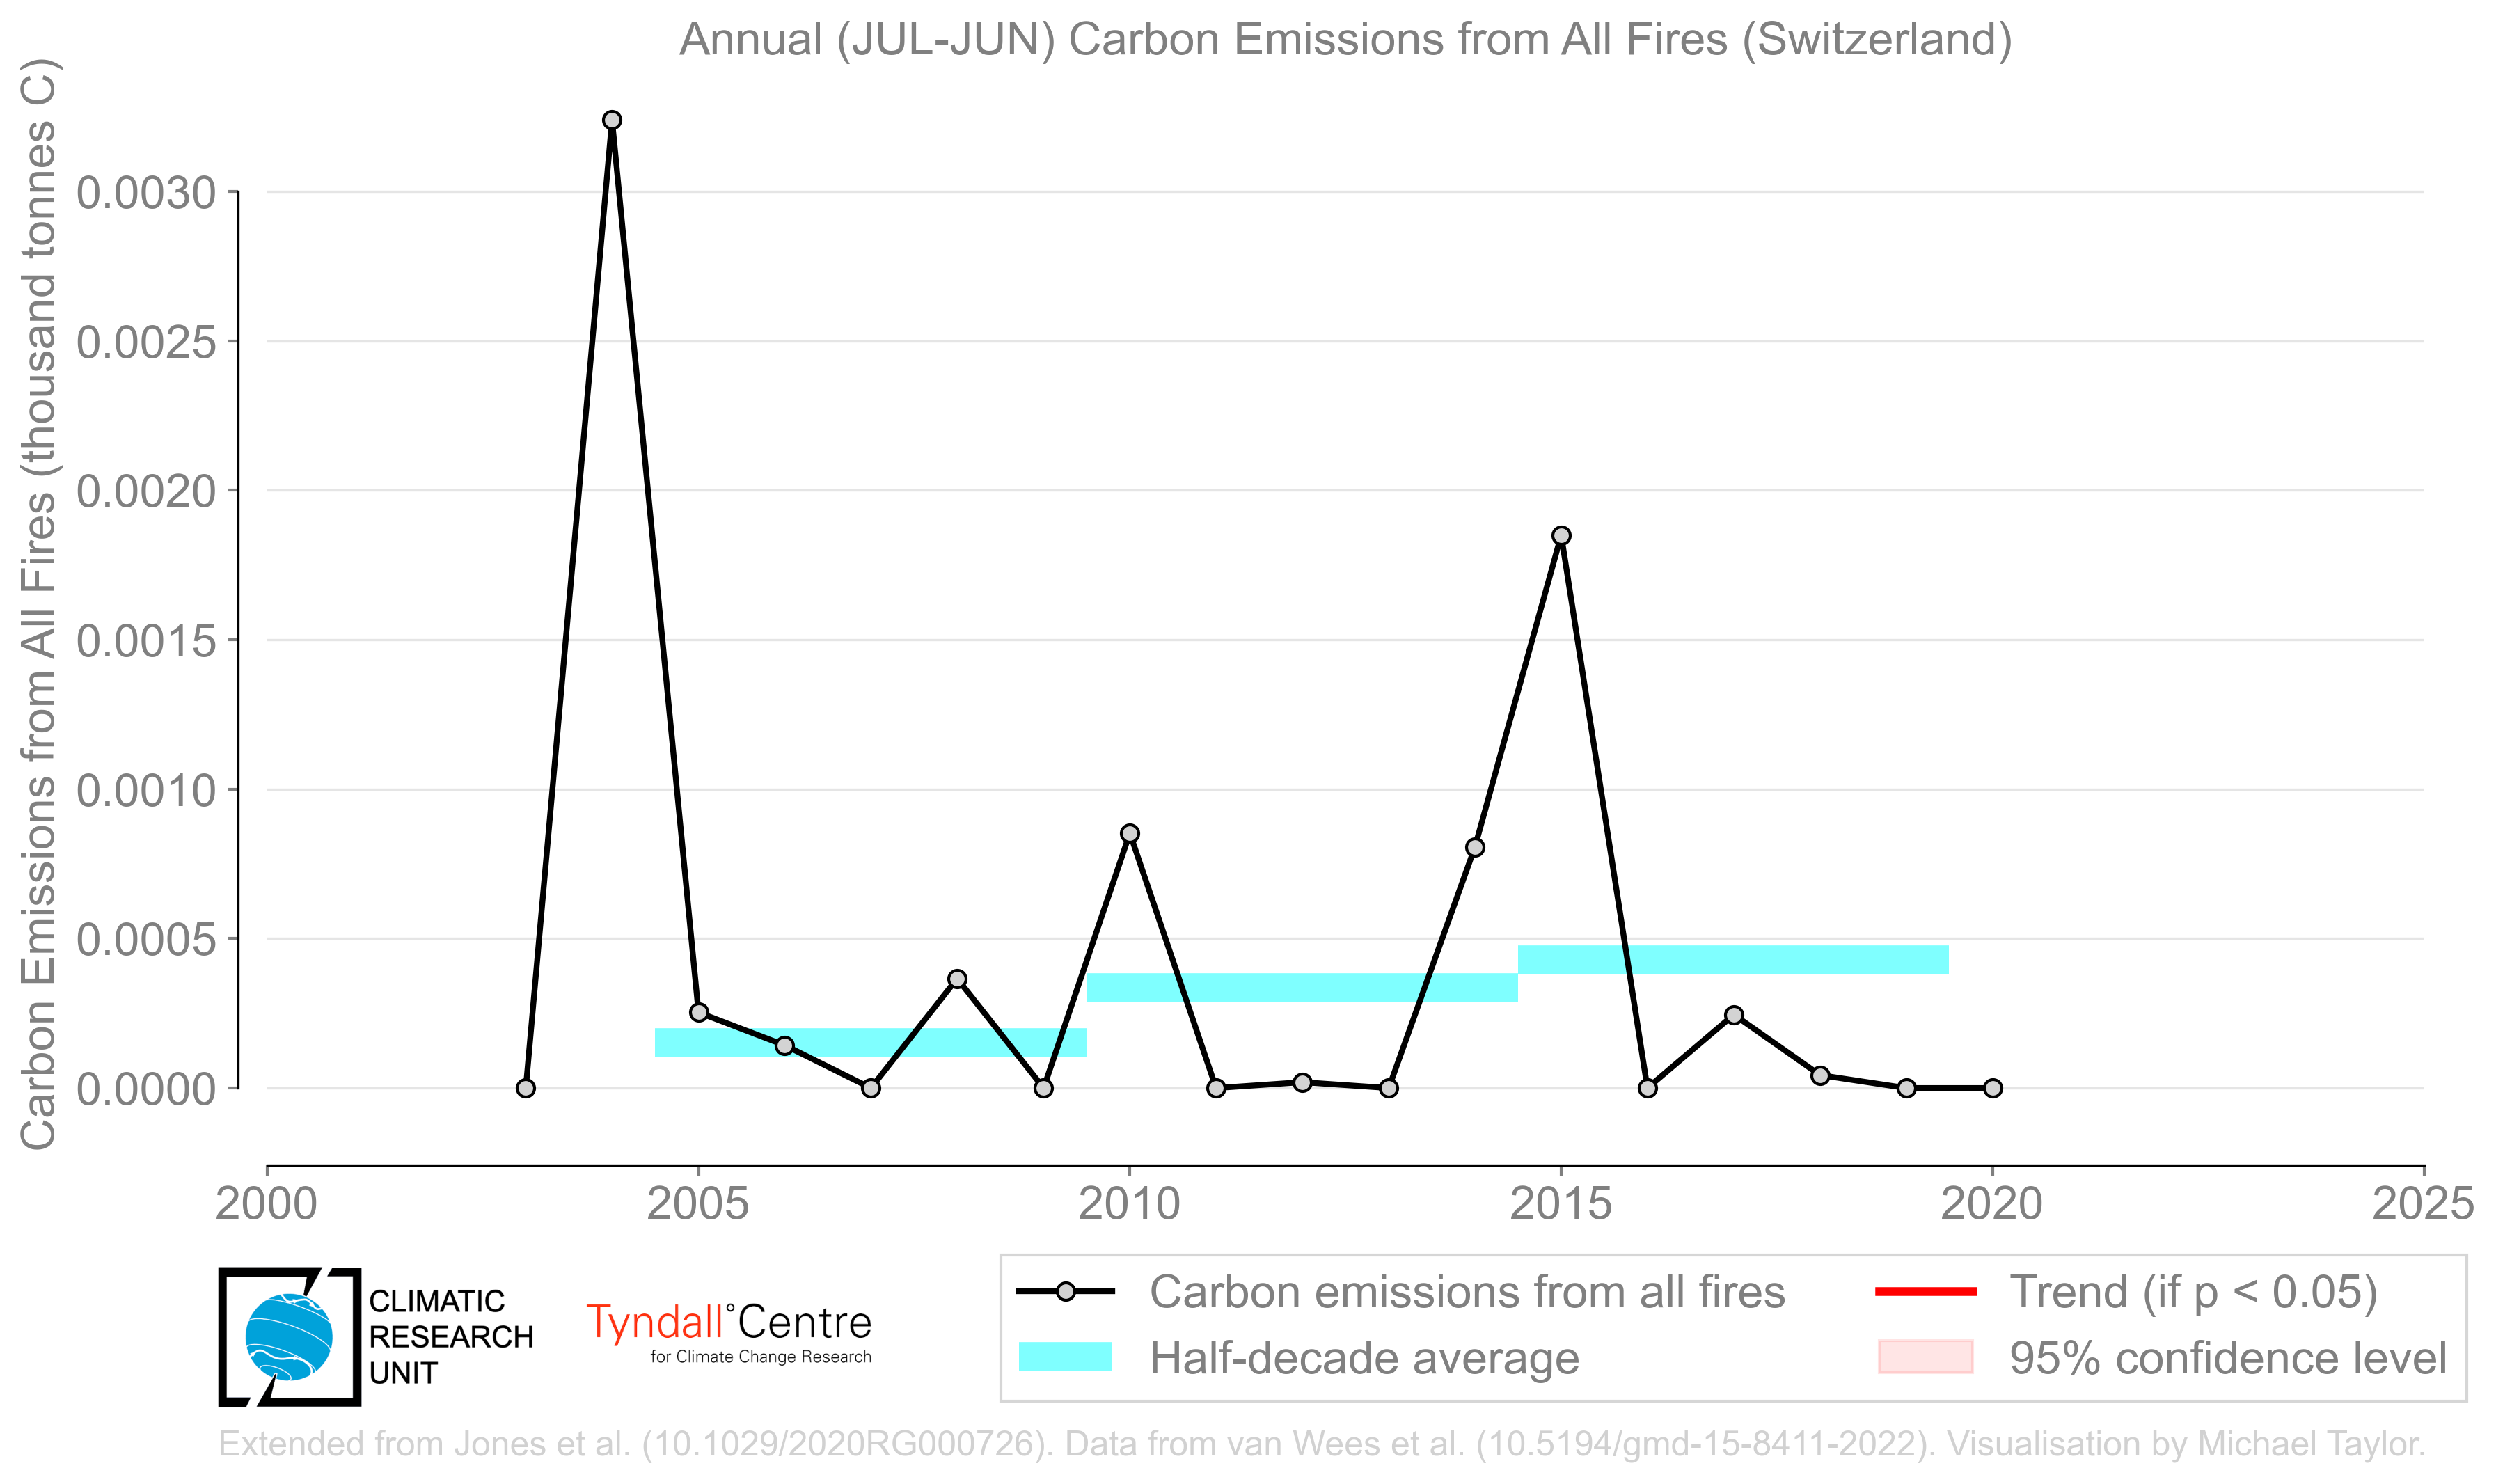 Annual (JUL-JUN) Carbon Emissions from All Fires (Switzerland)
Carbon Emissions from All Fires (thousand tonnes C)
0.0030
0.0025
0.0020
0.0015
0.0010
0.0005
0.0000
2000 2005 2010 2015 2020 2025
CLIMATIC
RESEARCH
UNIT
Tyndall°Centre
for Climate Change Research
Carbon emissions from all fires
Half-decade average
Trend (if p < 0.05)
95% confidence level
Extended from Jones et al. (10.1029/2020RG000726). Data from van Wees et al. (10.5194/gmd-15-8411-2022). Visualisation by Michael Taylor.